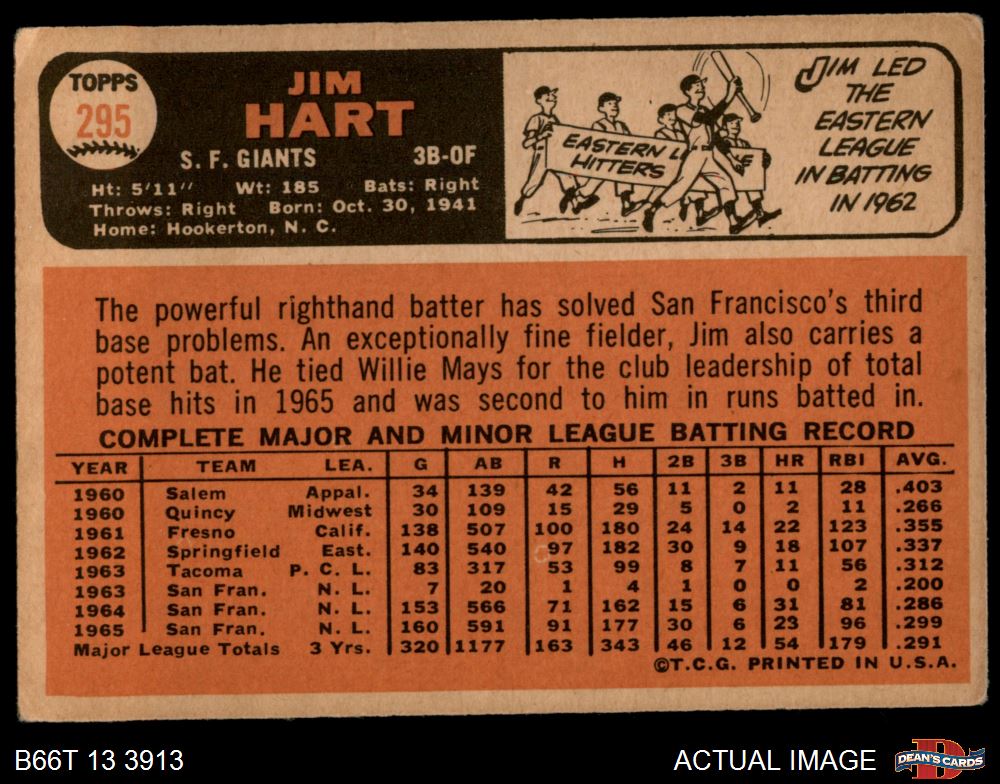 TOPPS
295
JIM
HART
S. F. GIANTS 3B-OF
Ht: 5'11" Wt: 185 Bats: Right
Throws: Right Born: Oct. 30, 1941
Home: Hookerton, N. C.
EASTERN L E
HITTERS
JIM LED
THE
EASTERN
LEAGUE
IN BATTING
IN 1962
The powerful righthand batter has solved San Francisco's third
base problems. An exceptionally fine fielder, Jim also carries a
potent bat. He tied Willie Mays for the club leadership of total
base hits in 1965 and was second to him in runs batted in.
COMPLETE MAJOR AND MINOR LEAGUE BATTING RECORD
YEAR TEAM LEA. G AB R H 2B 3B HR RBI AVG.
1960 Salem Appal. 34 139 42 56 11 2 11 28 .403
1960 Quincy Midwest 30 109 15 29 5 0 2 11 .266
1961 Fresno Calif. 138 507 100 180 24 14 22 123 .355
1962 Springfield East. 140 540 97 182 30 9 18 107 .337
1963 Tacoma P. C. L. 83 317 53 99 8 7 11 56 .312
1963 San Fran. N. L. 7 20 1 4 1 0 0 2 .200
1964 San Fran. N. L. 153 566 71 162 15 6 31 81 .286
1965 San Fran. N. L. 160 591 91 177 30 6 23 96 .299
Major League Totals 3 Yrs. 320 1177 163 343 46 12 54 179 .291
©T.C.G. PRINTED IN U.S.A.
B66T 13 3913 ACTUAL IMAGE
DEAN'S CARDS